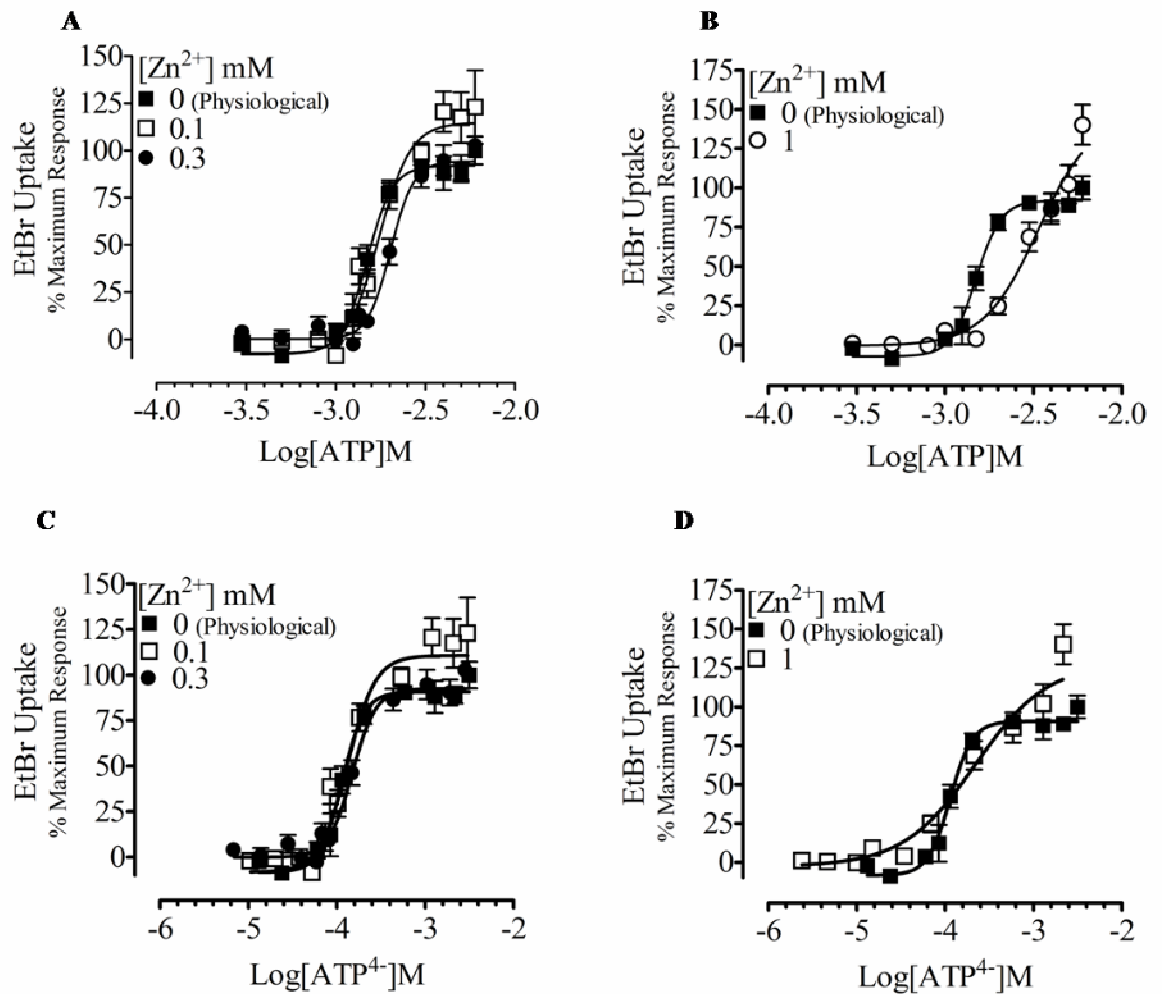 A
[Zn2+] mM
0 (Physiological)
0.1
0.3
150
125
100
75
50
25
0
EtBr Uptake
% Maximum Response
-4.0 -3.5 -3.0 -2.5 -2.0
Log[ATP]M
B
[Zn2+] mM
0 (Physiological)
1
175
150
125
100
75
50
25
0
EtBr Uptake
% Maximum Response
-4.0 -3.5 -3.0 -2.5 -2.0
Log[ATP]M
C
[Zn2+] mM
0 (Physiological)
0.1
0.3
150
125
100
75
50
25
0
EtBr Uptake
% Maximum Response
-6 -5 -4 -3 -2
Log[ATP4-]M
D
[Zn2+] mM
0 (Physiological)
1
175
150
125
100
75
50
25
0
EtBr Uptake
% Maximum Response
-6 -5 -4 -3 -2
Log[ATP4-]M